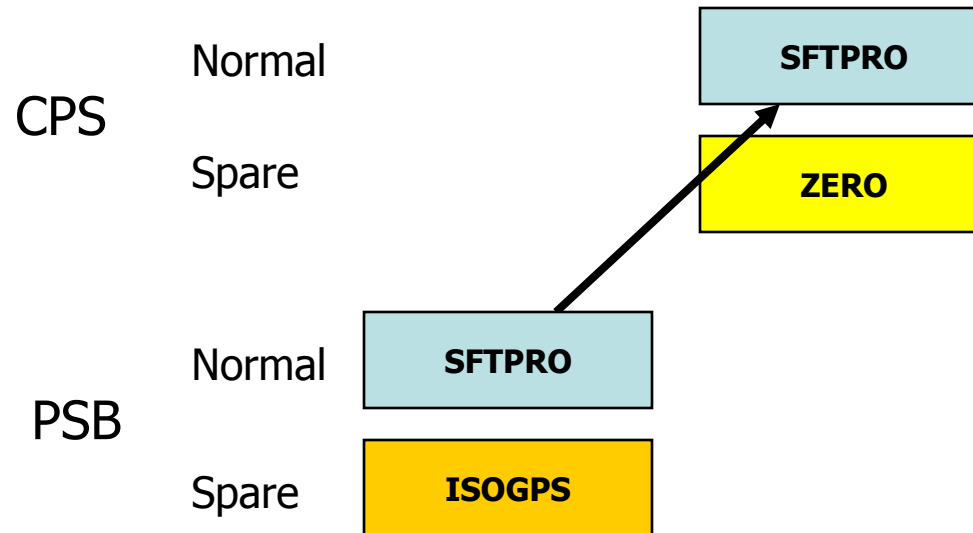 Normal
SFTPRO
CPS
Spare
ZERO
Normal
SFTPRO
PSB
Spare
ISOGPS